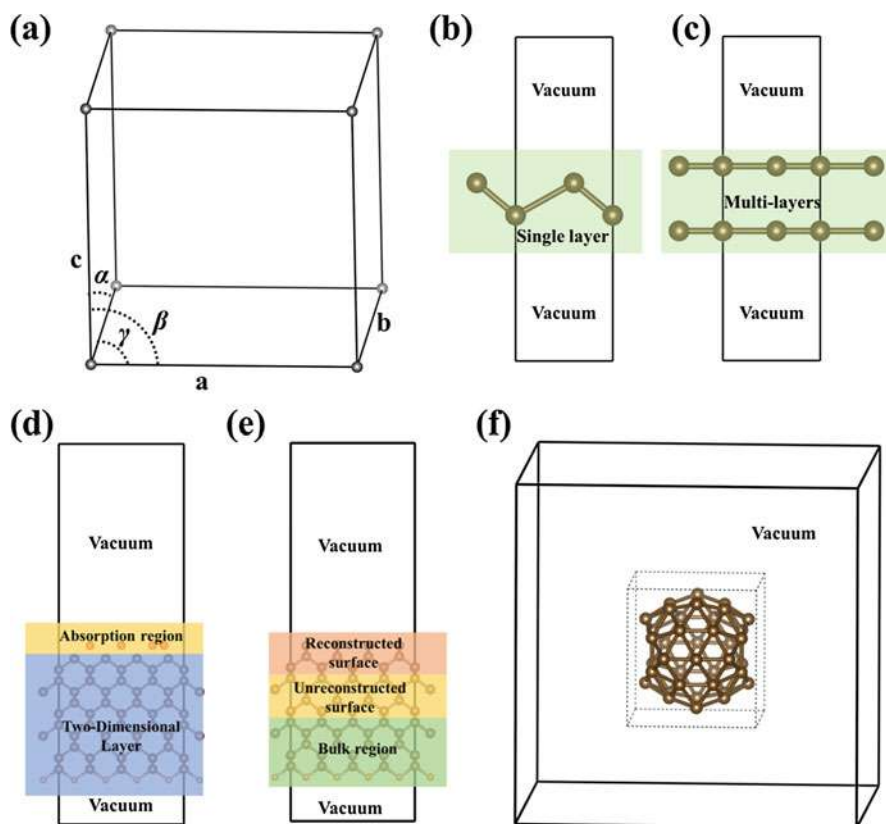 (a)
c
α
β
γ
b
a
(b)
Vacuum
Single layer
Vacuum
(c)
Vacuum
Multi-layers
Vacuum
(d)
Vacuum
Absorption region
Two-Dimensional
Layer
Vacuum
(e)
Vacuum
Reconstructed
surface
Unreconstructed
surface
Bulk region
Vacuum
(f)
Vacuum